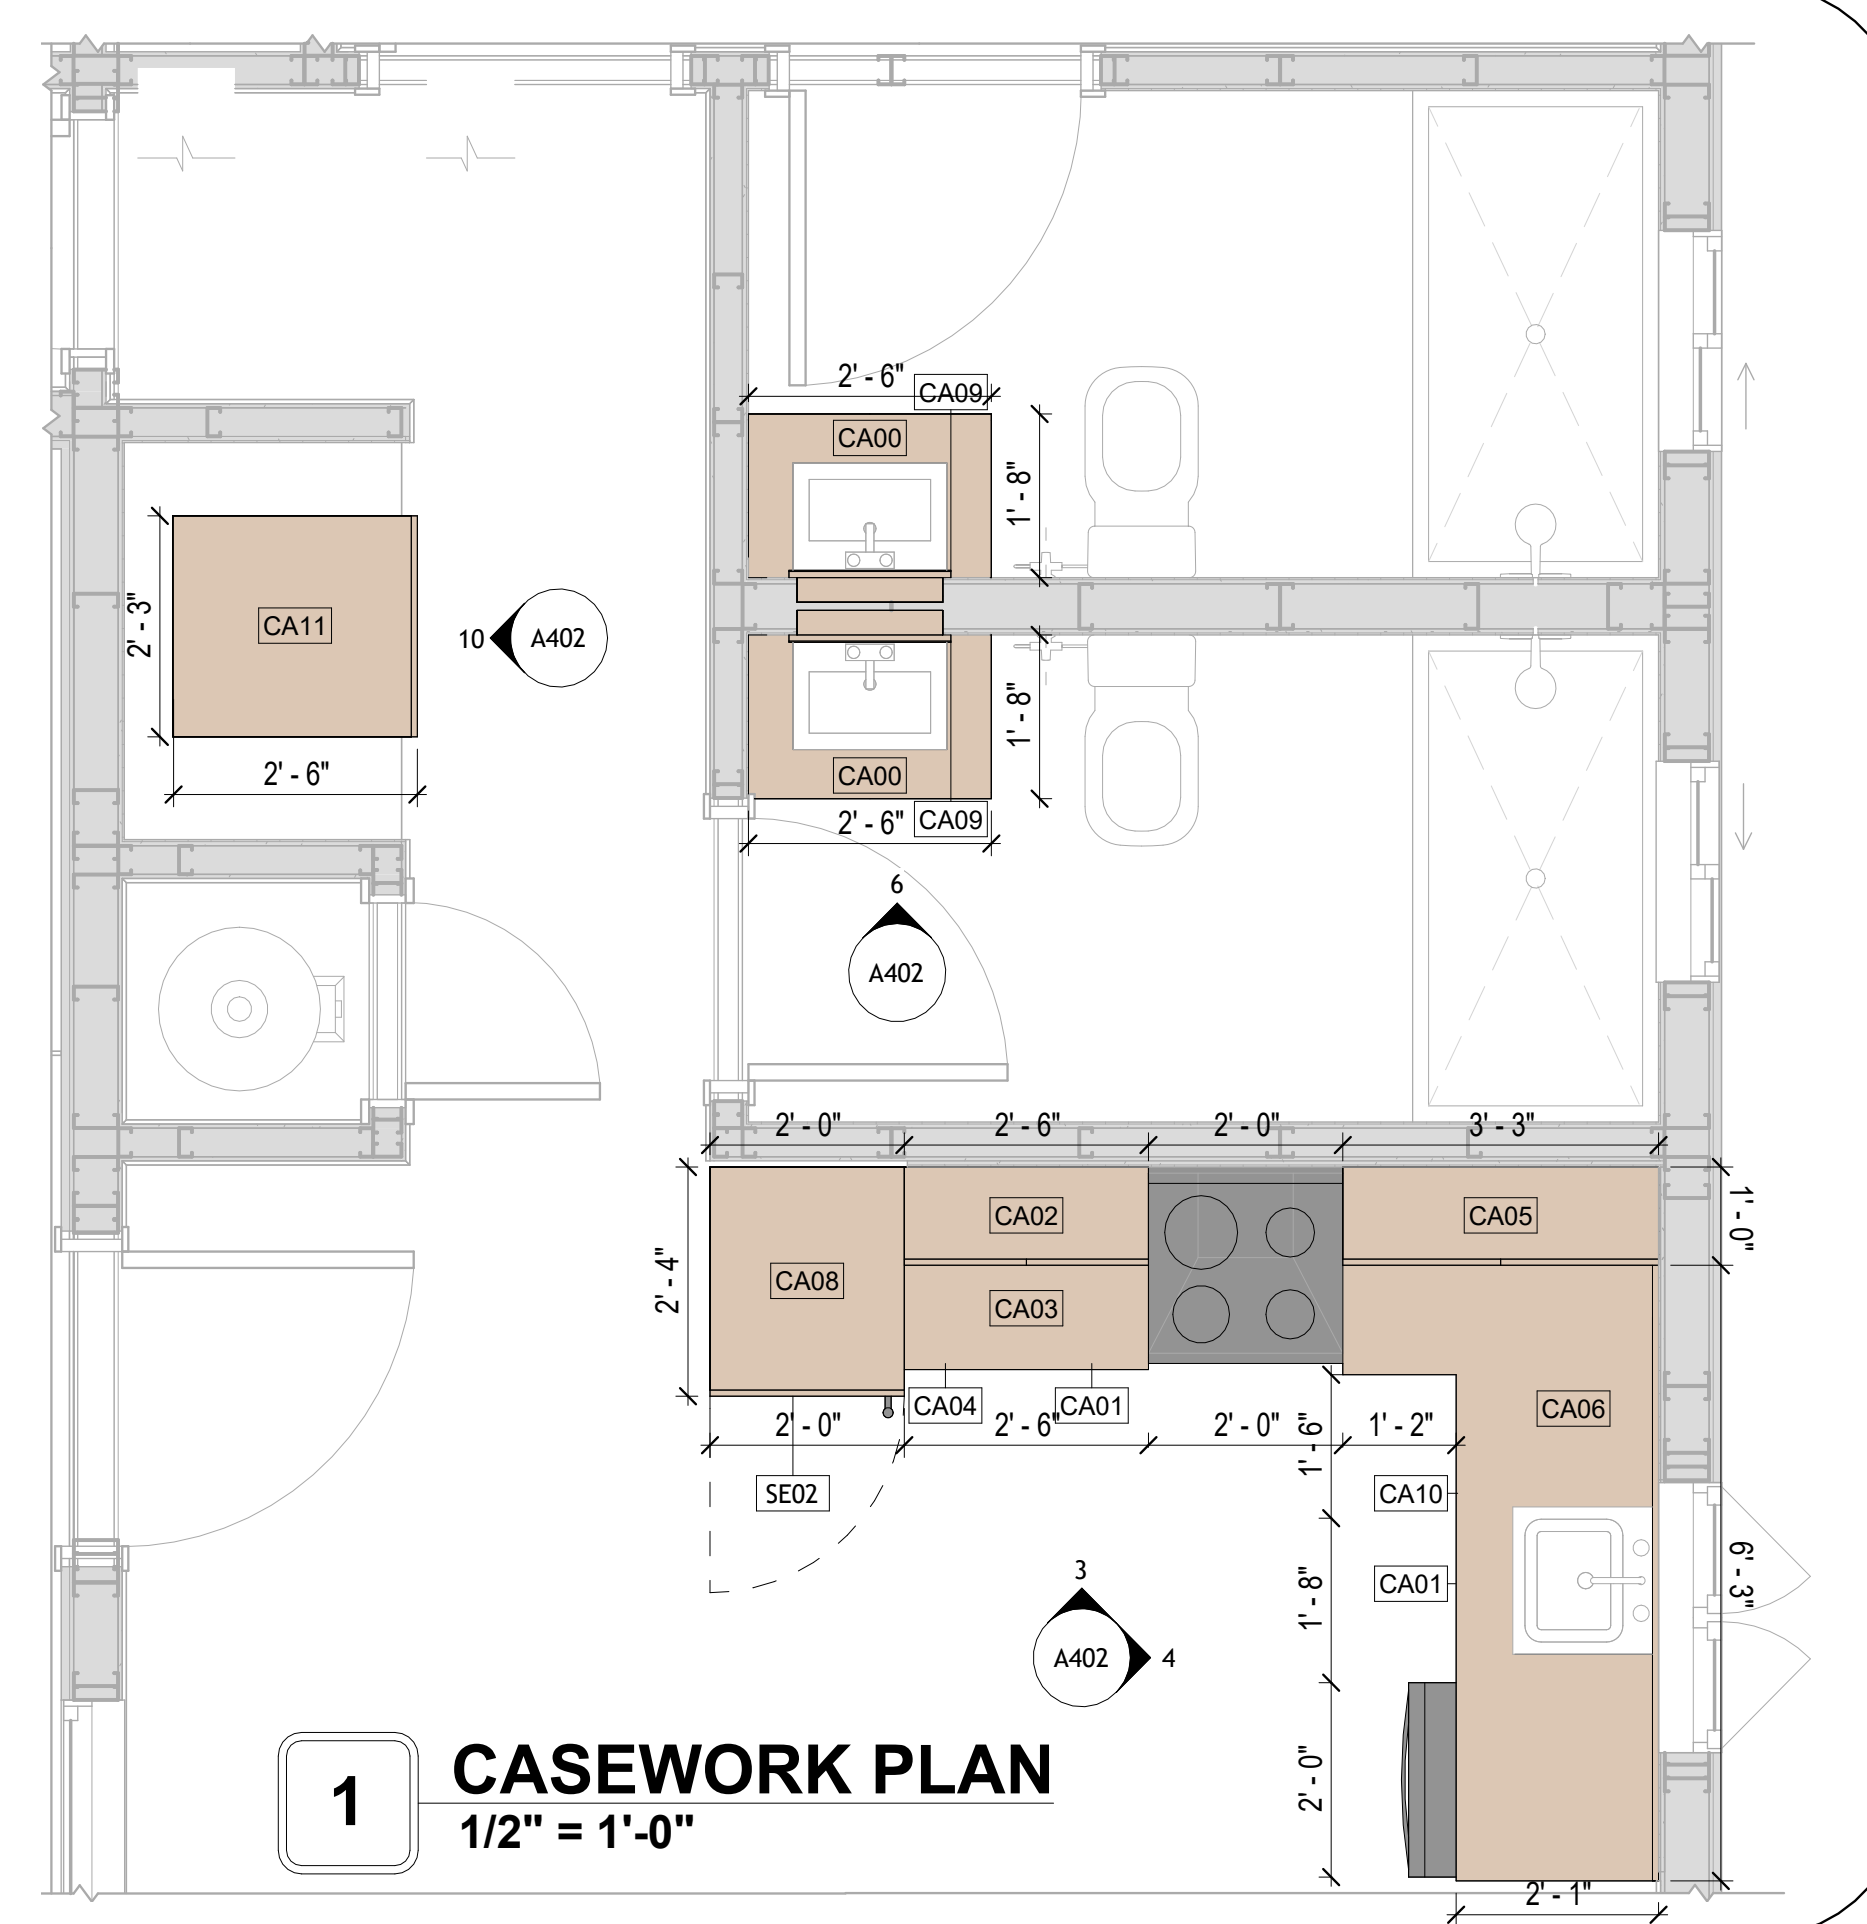 2' - 6"
CA09
CA00
1' - 8"
CA11
2' - 3"
2' - 6"
10
A402
1' - 8"
CA00
2' - 6"
CA09
6
A402
2' - 0"
2' - 6"
2' - 0"
3' - 3"
1' - 0"
CA02
CA05
2' - 4"
CA08
CA03
CA04
CA01
CA06
2' - 0"
2' - 6"
2' - 0"
1' - 2"
1' - 6"
SE02
CA10
CA01
1' - 8"
6' - 3"
3
A402
4
2' - 0"
1
CASEWORK PLAN
1/2" = 1'-0"
2' - 1"